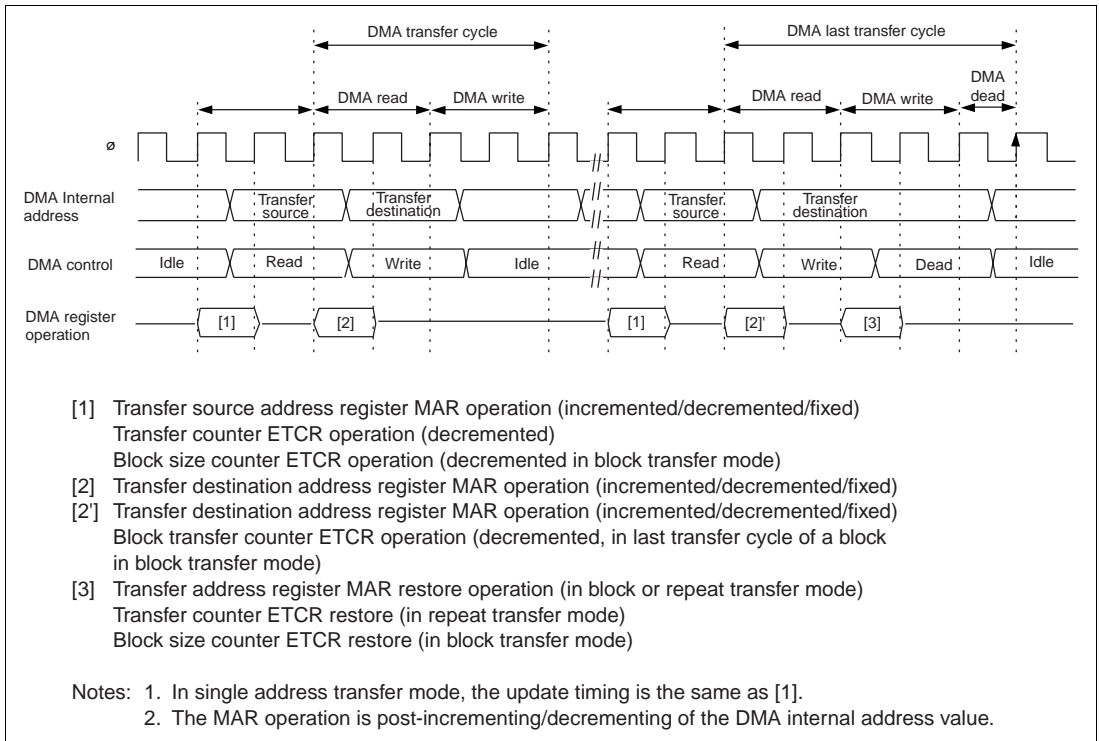 DMA transfer cycle
DMA last transfer cycle
DMA read
DMA write
DMA read
DMA write
DMA
dead
ø
DMA Internal
address
Transfer
source
Transfer
destination
Transfer
source
Transfer
destination
DMA control
Idle
Read
Write
Idle
Read
Write
Dead
Idle
DMA register
operation
[1]
[2]
[1]
[2]'
[3]
[1] Transfer source address register MAR operation (incremented/decremented/fixed)
Transfer counter ETCR operation (decremented)
Block size counter ETCR operation (decremented in block transfer mode)
[2] Transfer destination address register MAR operation (incremented/decremented/fixed)
[2'] Transfer destination address register MAR operation (incremented/decremented/fixed)
Block transfer counter ETCR operation (decremented, in last transfer cycle of a block
in block transfer mode)
[3] Transfer address register MAR restore operation (in block or repeat transfer mode)
Transfer counter ETCR restore (in repeat transfer mode)
Block size counter ETCR restore (in block transfer mode)
Notes: 1. In single address transfer mode, the update timing is the same as [1].
2. The MAR operation is post-incrementing/decrementing of the DMA internal address value.